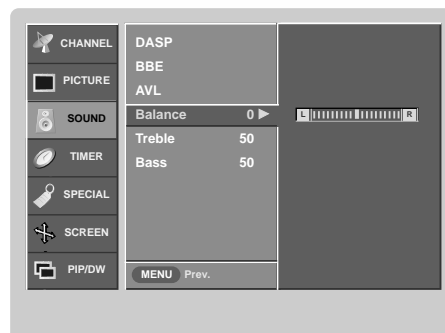 CHANNEL
PICTURE
SOUND
TIMER
SPECIAL
SCREEN
PIP/DW
DASP
BBE
AVL
Balance 0
Treble 50
Bass 50
MENU Prev.
L R